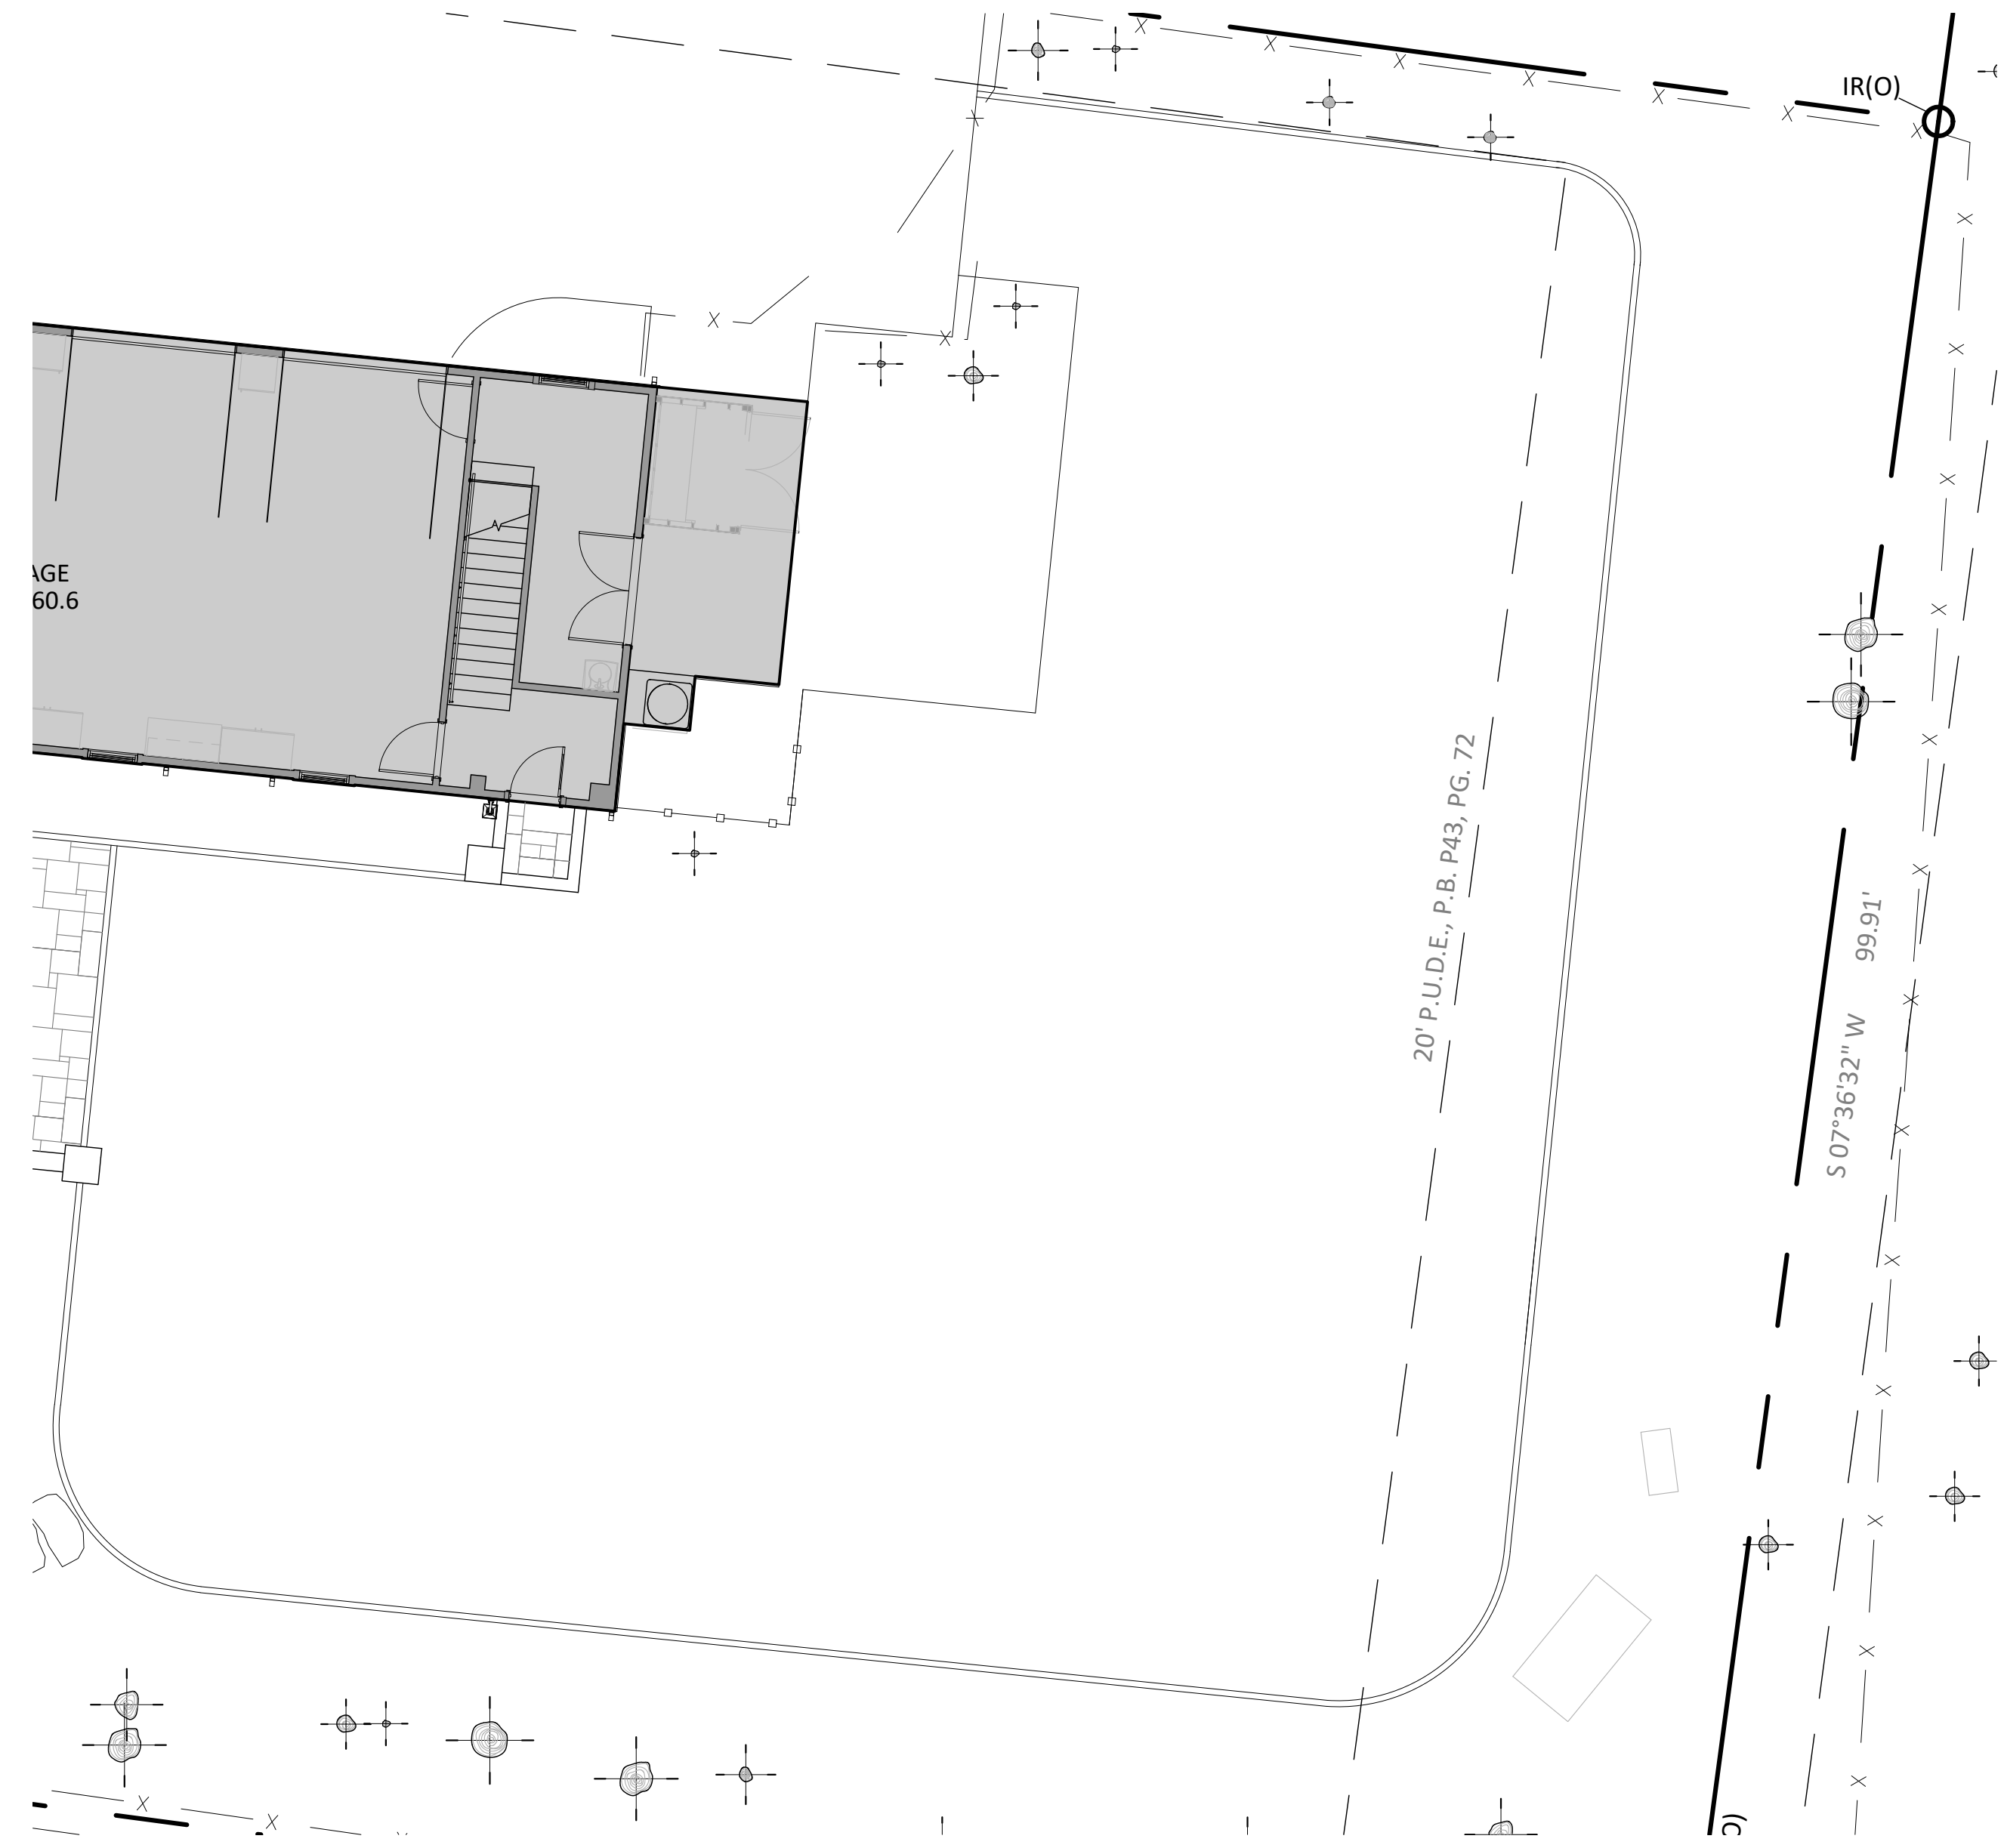 IR(O)
AGE
60.6
20' P.U.D.E., P.B. P43, PG. 72
S 07°36'32" W 99.91'